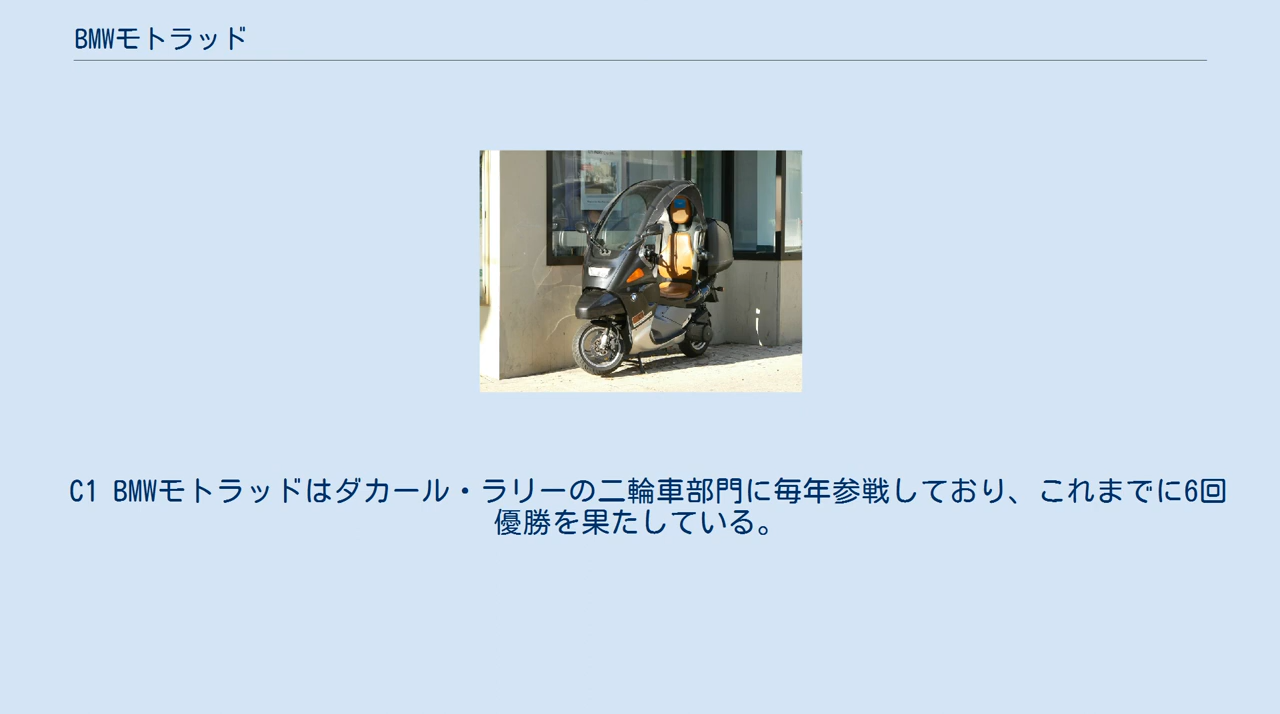 BMWモトラッド
C1 BMWモトラッドはダカール・ラリーの二輪車部門に毎年参戦しており、これまでに6回
優勝を果たしている。